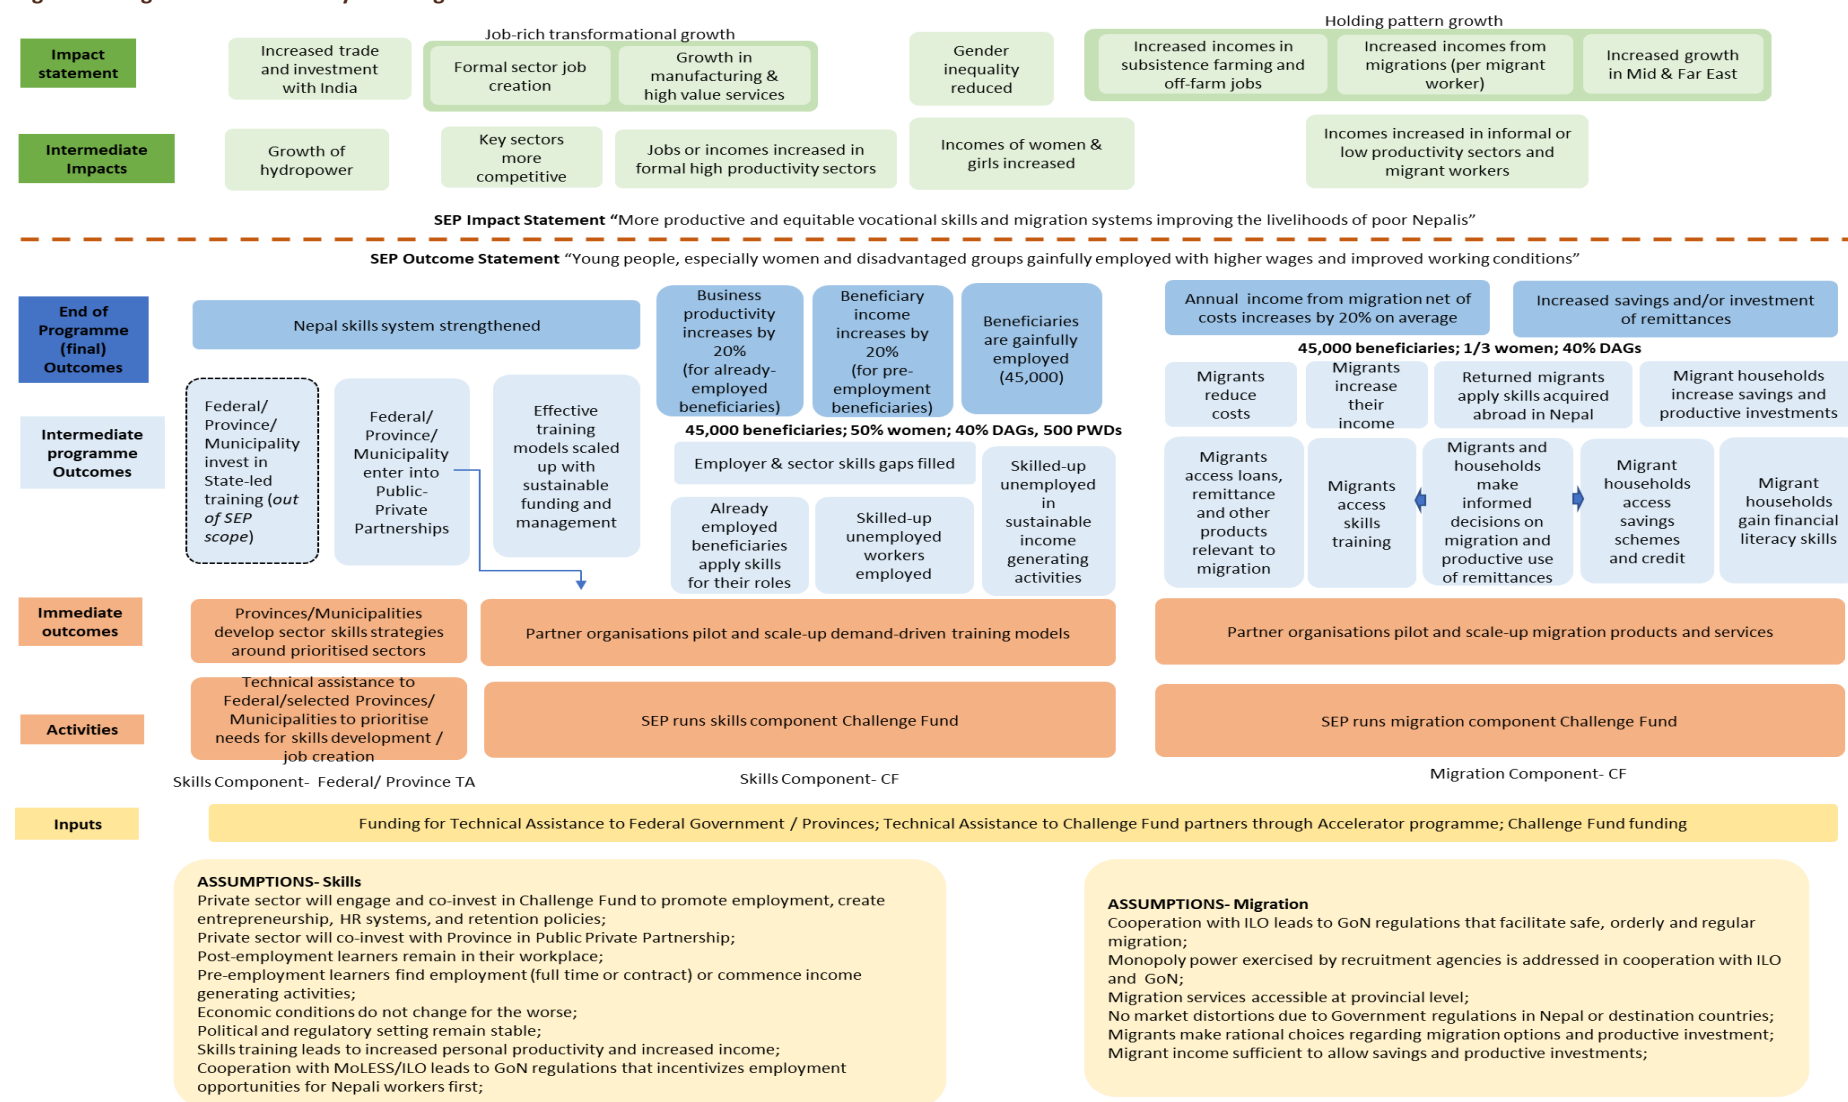 Holding pattern growth
Job-rich transformational growth
Impact
statement
Increased trade
and investment
with India
Formal sector job
creation
Growth in
manufacturing &
high value services
Gender
inequality
reduced
Increased incomes in
subsistence farming and
off-farm jobs
Increased incomes from
migrations (per migrant
worker)
Increased growth
in Mid & Far East
Intermediate
Impacts
Growth of
hydropower
Key sectors
more
competitive
Jobs or incomes increased in
formal high productivity sectors
Incomes of women &
girls increased
Incomes increased in informal or
low productivity sectors and
migrant workers
SEP Impact Statement “More productive and equitable vocational skills and migration systems improving the livelihoods of poor Nepalis”
SEP Outcome Statement “Young people, especially women and disadvantaged groups gainfully employed with higher wages and improved working conditions”
End of
Programme
(final)
Outcomes
Nepal skills system strengthened
Business
productivity
increases by
20%
(for already-
employed
beneficiaries)
Beneficiary
income
increases by
20%
(for pre-
employment
beneficiaries)
Beneficiaries
are gainfully
employed
(45,000)
Annual income from migration net of
costs increases by 20% on average
Increased savings and/or investment
of remittances
45,000 beneficiaries; 1/3 women; 40% DAGs
Intermediate
programme
Outcomes
Federal/
Province/
Municipality
invest in
State-led
training (out
of SEP
scope)
Federal/
Province/
Municipality
enter into
Public-
Private
Partnerships
Effective
training
models scaled
up with
sustainable
funding and
management
45,000 beneficiaries; 50% women; 40% DAGs, 500 PWDs
Employer & sector skills gaps filled
Already
employed
beneficiaries
apply skills
for their roles
Skilled-up
unemployed
workers
employed
Skilled-up
unemployed
in
sustainable
income
generating
activities
Migrants
reduce
costs
Migrants
increase
their
income
Returned migrants
apply skills acquired
abroad in Nepal
Migrant households
increase savings and
productive investments
Migrants
access loans,
remittance
and other
products
relevant to
migration
Migrants
access
skills
training
Migrants and
households
make
informed
decisions on
migration and
productive use
of remittances
Migrant
households
access
savings
schemes
and credit
Migrant
households
gain financial
literacy skills
Immediate
outcomes
Provinces/Municipalities
develop sector skills strategies
around prioritised sectors
Partner organisations pilot and scale-up demand-driven training models
Partner organisations pilot and scale-up migration products and services
Activities
Technical assistance to
Federal/selected Provinces/
Municipalities to prioritise
needs for skills development /
job creation
SEP runs skills component Challenge Fund
SEP runs migration component Challenge Fund
Skills Component- Federal/ Province TA
Skills Component- CF
Migration Component- CF
Inputs
Funding for Technical Assistance to Federal Government / Provinces; Technical Assistance to Challenge Fund partners through Accelerator programme; Challenge Fund funding
ASSUMPTIONS- Skills
Private sector will engage and co-invest in Challenge Fund to promote employment, create
entrepreneurship, HR systems, and retention policies;
Private sector will co-invest with Province in Public Private Partnership;
Post-employment learners remain in their workplace;
Pre-employment learners find employment (full time or contract) or commence income
generating activities;
Economic conditions do not change for the worse;
Political and regulatory setting remain stable;
Skills training leads to increased personal productivity and increased income;
Cooperation with MoLESS/ILO leads to GoN regulations that incentivizes employment
opportunities for Nepali workers first;
ASSUMPTIONS- Migration
Cooperation with ILO leads to GoN regulations that facilitate safe, orderly and regular
migration;
Monopoly power exercised by recruitment agencies is addressed in cooperation with ILO
and GoN;
Migration services accessible at provincial level;
No market distortions due to Government regulations in Nepal or destination countries;
Migrants make rational choices regarding migration options and productive investment;
Migrant income sufficient to allow savings and productive investments;